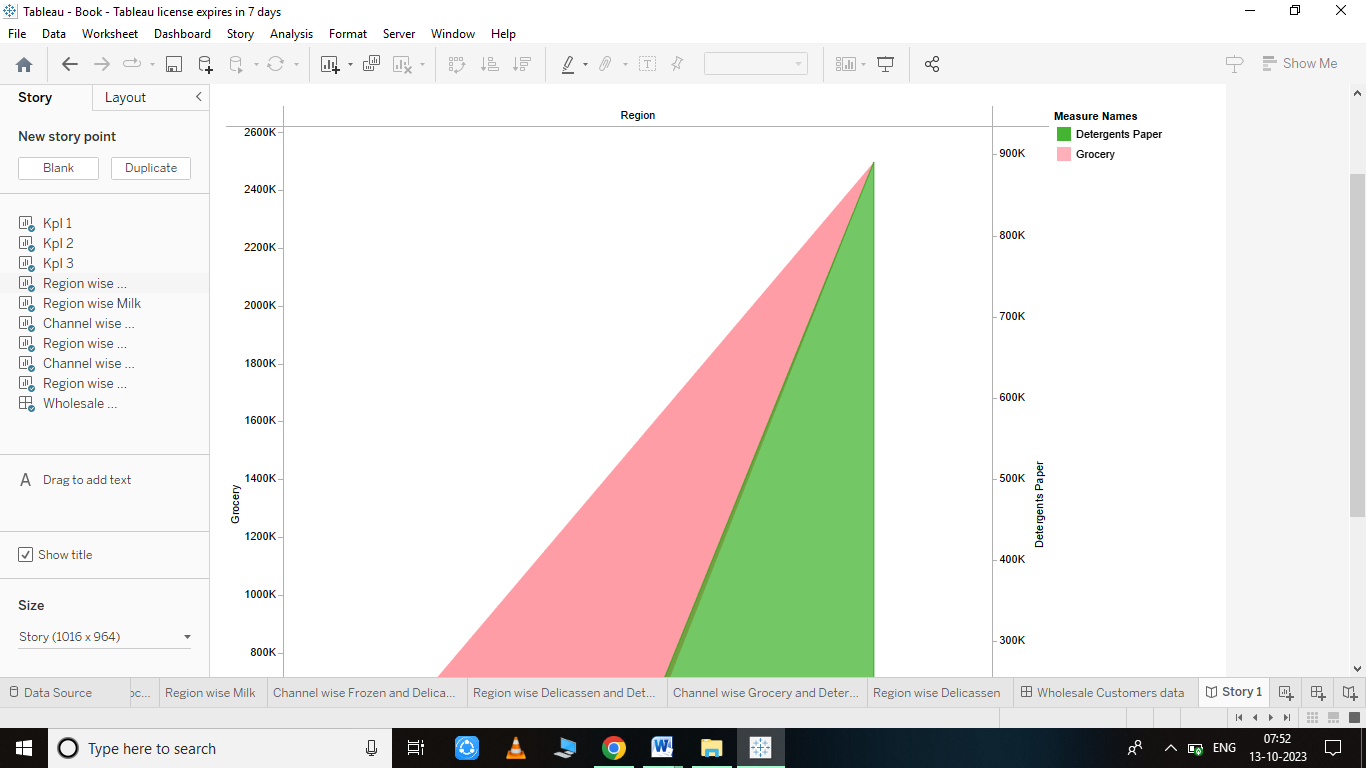 Tableau - Book - Tableau license expires in 7 days
File Data Worksheet Dashboard Story Analysis Format Server Window Help
Show Me
Story Layout
New story point
Blank Duplicate
KpI 1
KpI 2
KpI 3
Region wise ...
Region wise Milk
Channel wise ...
Region wise ...
Channel wise ...
Region wise ...
Wholesale ...
A Drag to add text
Show title
Size
Story (1016 x 964)
Region
2600K
2400K
2200K
2000K
1800K
1600K
1400K
1200K
1000K
800K
Grocery
900K
800K
700K
600K
500K
400K
300K
Detergents Paper
Measure Names
Detergents Paper
Grocery
Data Source oc... Region wise Milk Channel wise Frozen and Delica... Region wise Delicassen and Det... Channel wise Grocery and Deter... Region wise Delicassen Wholesale Customers data Story 1
Type here to search
ENG
07:52
13-10-2023